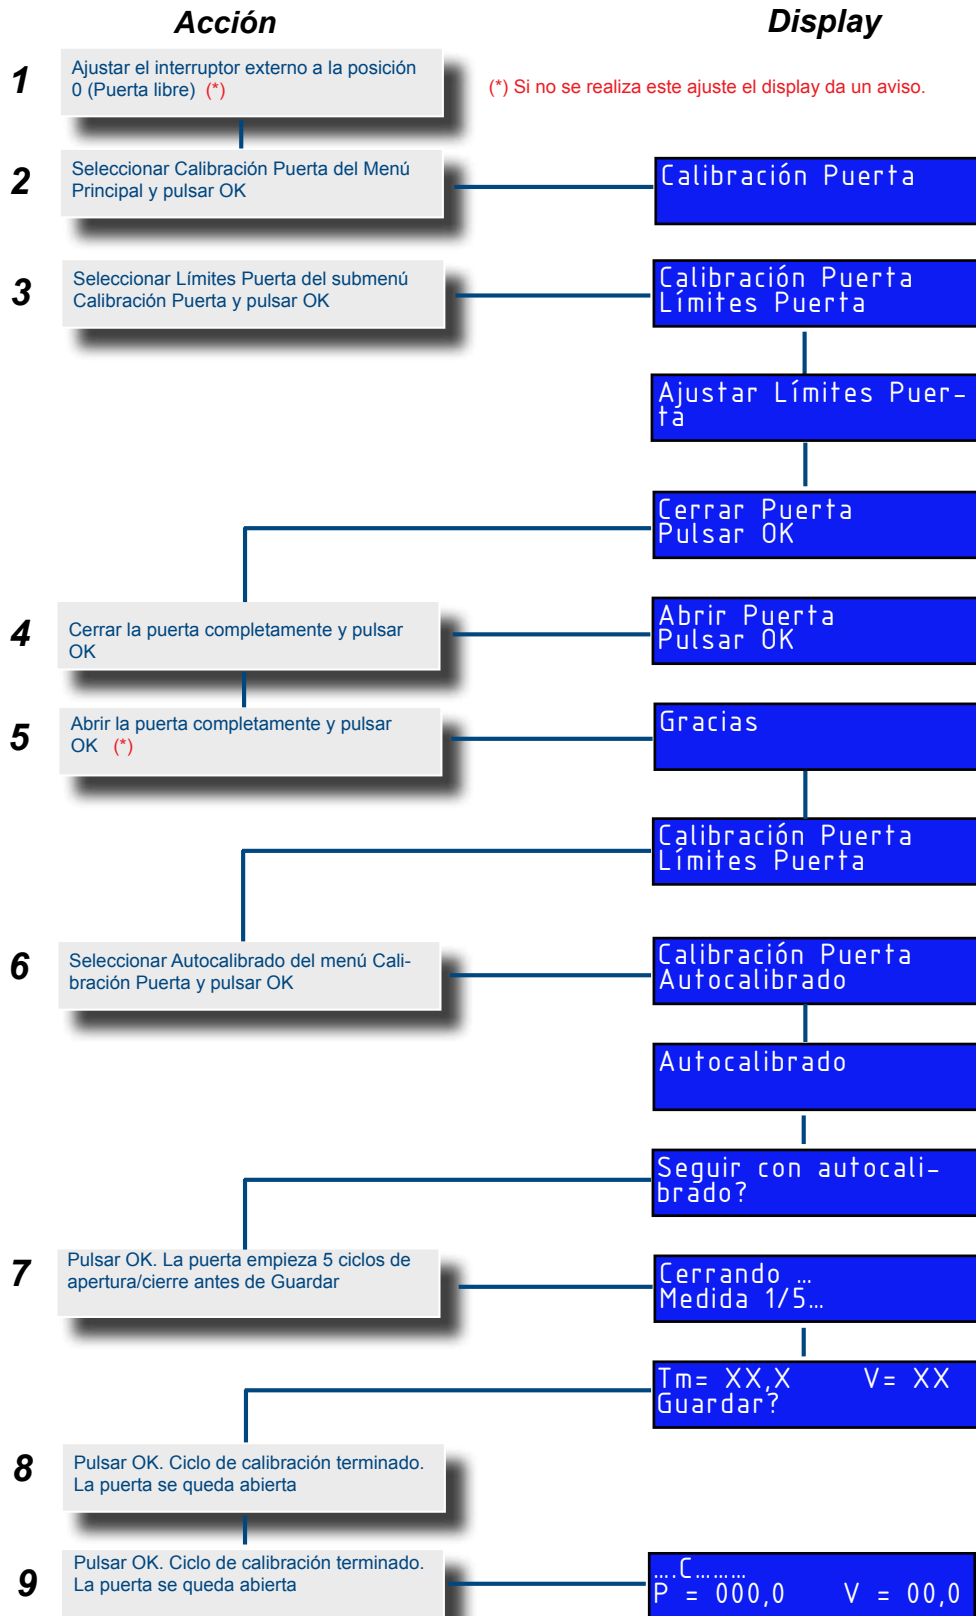 Acción
Display
1
Ajustar el interruptor externo a la posición
0 (Puerta libre) (*)
(*) Si no se realiza este ajuste el display da un aviso.
2
Seleccionar Calibración Puerta del Menú
Principal y pulsar OK
Calibración Puerta
3
Seleccionar Límites Puerta del submenú
Calibración Puerta y pulsar OK
Calibración Puerta
Límites Puerta
Ajustar Límites Puer-
ta
Cerrar Puerta
Pulsar OK
4
Cerrar la puerta completamente y pulsar
OK
Abrir Puerta
Pulsar OK
5
Abrir la puerta completamente y pulsar
OK (*)
Gracias
Calibración Puerta
Límites Puerta
6
Seleccionar Autocalibrado del menú Cali-
bración Puerta y pulsar OK
Calibración Puerta
Autocalibrado
Autocalibrado
Seguir con autocali-
brado?
7
Pulsar OK. La puerta empieza 5 ciclos de
apertura/cierre antes de Guardar
Cerrando ...
Medida 1/5...
Tm= XX,X V= XX
Guardar?
8
Pulsar OK. Ciclo de calibración terminado.
La puerta se queda abierta
9
Pulsar OK. Ciclo de calibración terminado.
La puerta se queda abierta
....C.........
P = 000,0 V = 00,0